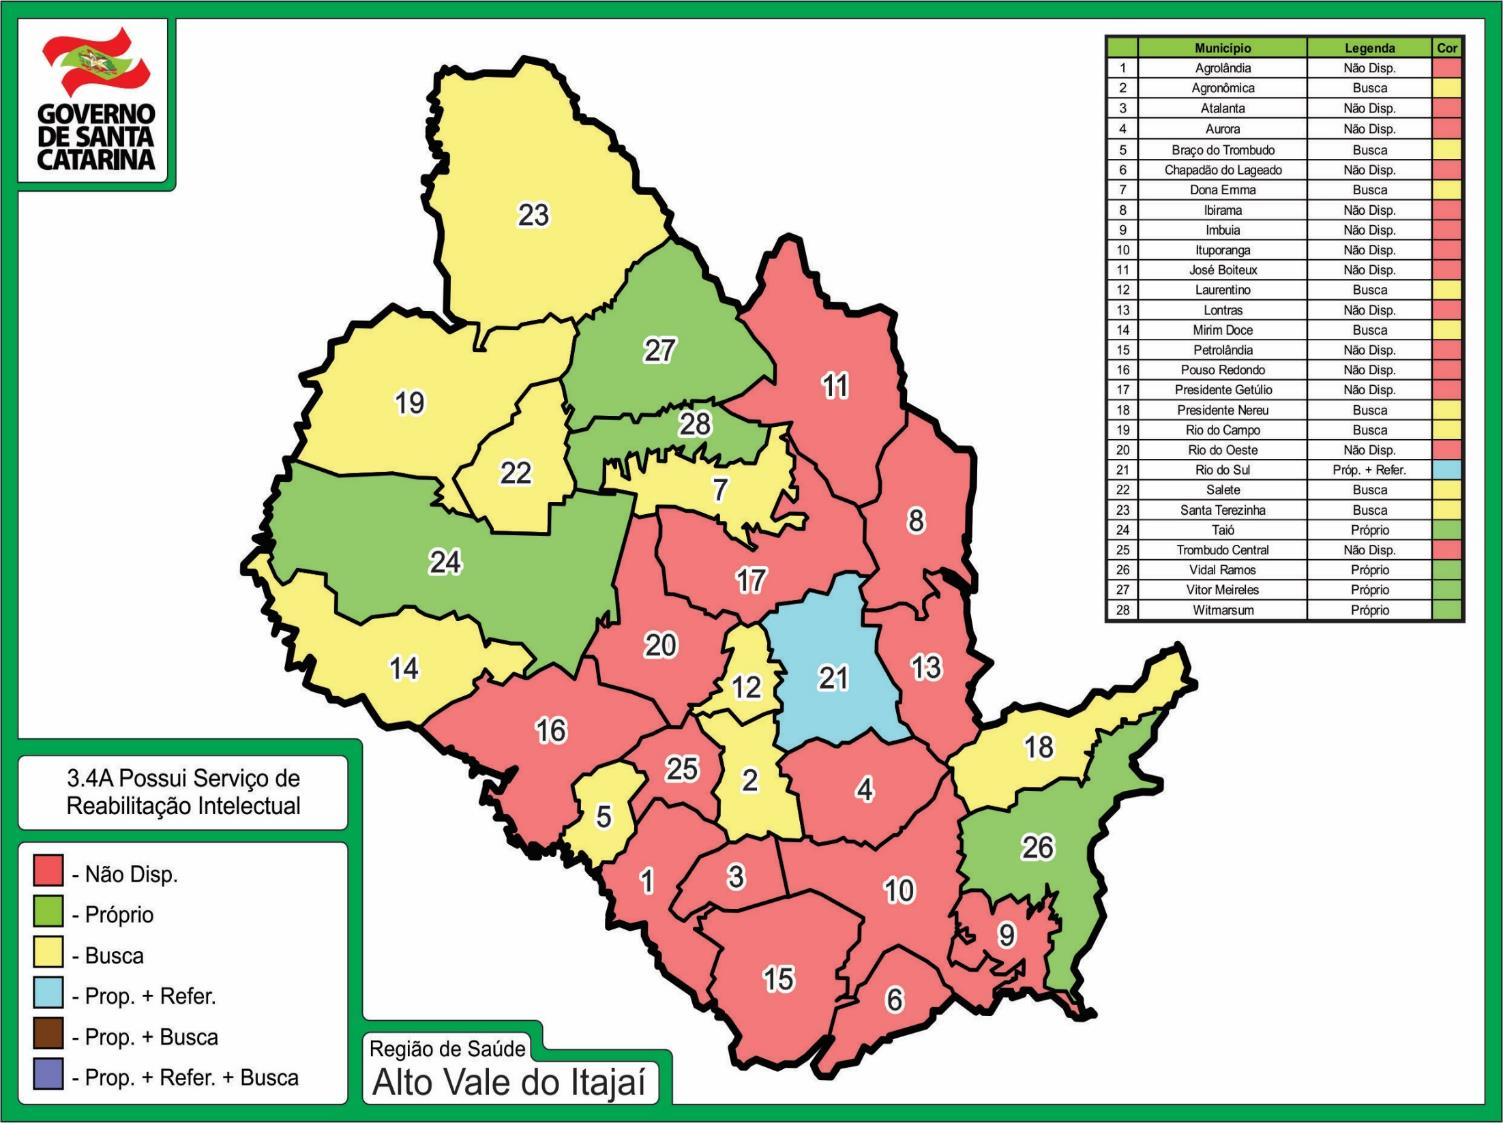 GOVERNO
DE SANTA
CATARINA
Município Legenda Cor
1 Agrolândia Não Disp.
2 Agronômica Busca
3 Atalanta Não Disp.
4 Aurora Não Disp.
5 Braço do Trombudo Busca
6 Chapadão do Lageado Não Disp.
7 Dona Emma Busca
8 Ibirama Não Disp.
9 Imbuia Não Disp.
10 Ituporanga Não Disp.
11 José Boiteux Não Disp.
12 Laurentino Busca
13 Lontras Não Disp.
14 Mirim Doce Busca
15 Petrolândia Não Disp.
16 Pouso Redondo Não Disp.
17 Presidente Getúlio Não Disp.
18 Presidente Nereu Busca
19 Rio do Campo Busca
20 Rio do Oeste Não Disp.
21 Rio do Sul Próp. + Refer.
22 Salete Busca
23 Santa Terezinha Busca
24 Taió Próprio
25 Trombudo Central Não Disp.
26 Vidal Ramos Próprio
27 Vitor Meireles Próprio
28 Witmarsum Próprio
23
27
11
19
28
22
7
8
24
17
20
14
12
21
13
16
18
25
2
4
5
26
1
3
10
9
15
6
3.4A Possui Serviço de
Reabilitação Intelectual
- Não Disp.
- Próprio
- Busca
- Prop. + Refer.
- Prop. + Busca
- Prop. + Refer. + Busca
Região de Saúde
Alto Vale do Itajaí